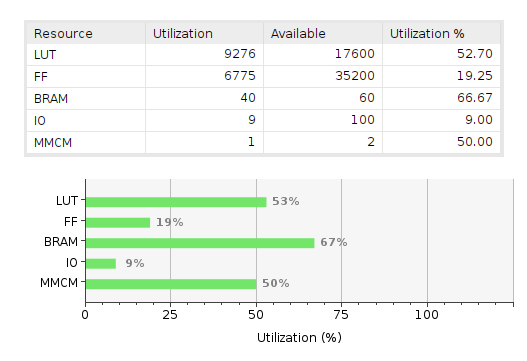 Resource Utilization Available Utilization %
LUT 9276 17600 52.70
FF 6775 35200 19.25
BRAM 40 60 66.67
IO 9 100 9.00
MMCM 1 2 50.00
LUT 53%
FF 19%
BRAM 67%
IO 9%
MMCM 50%
0 25 50 75 100
Utilization (%)